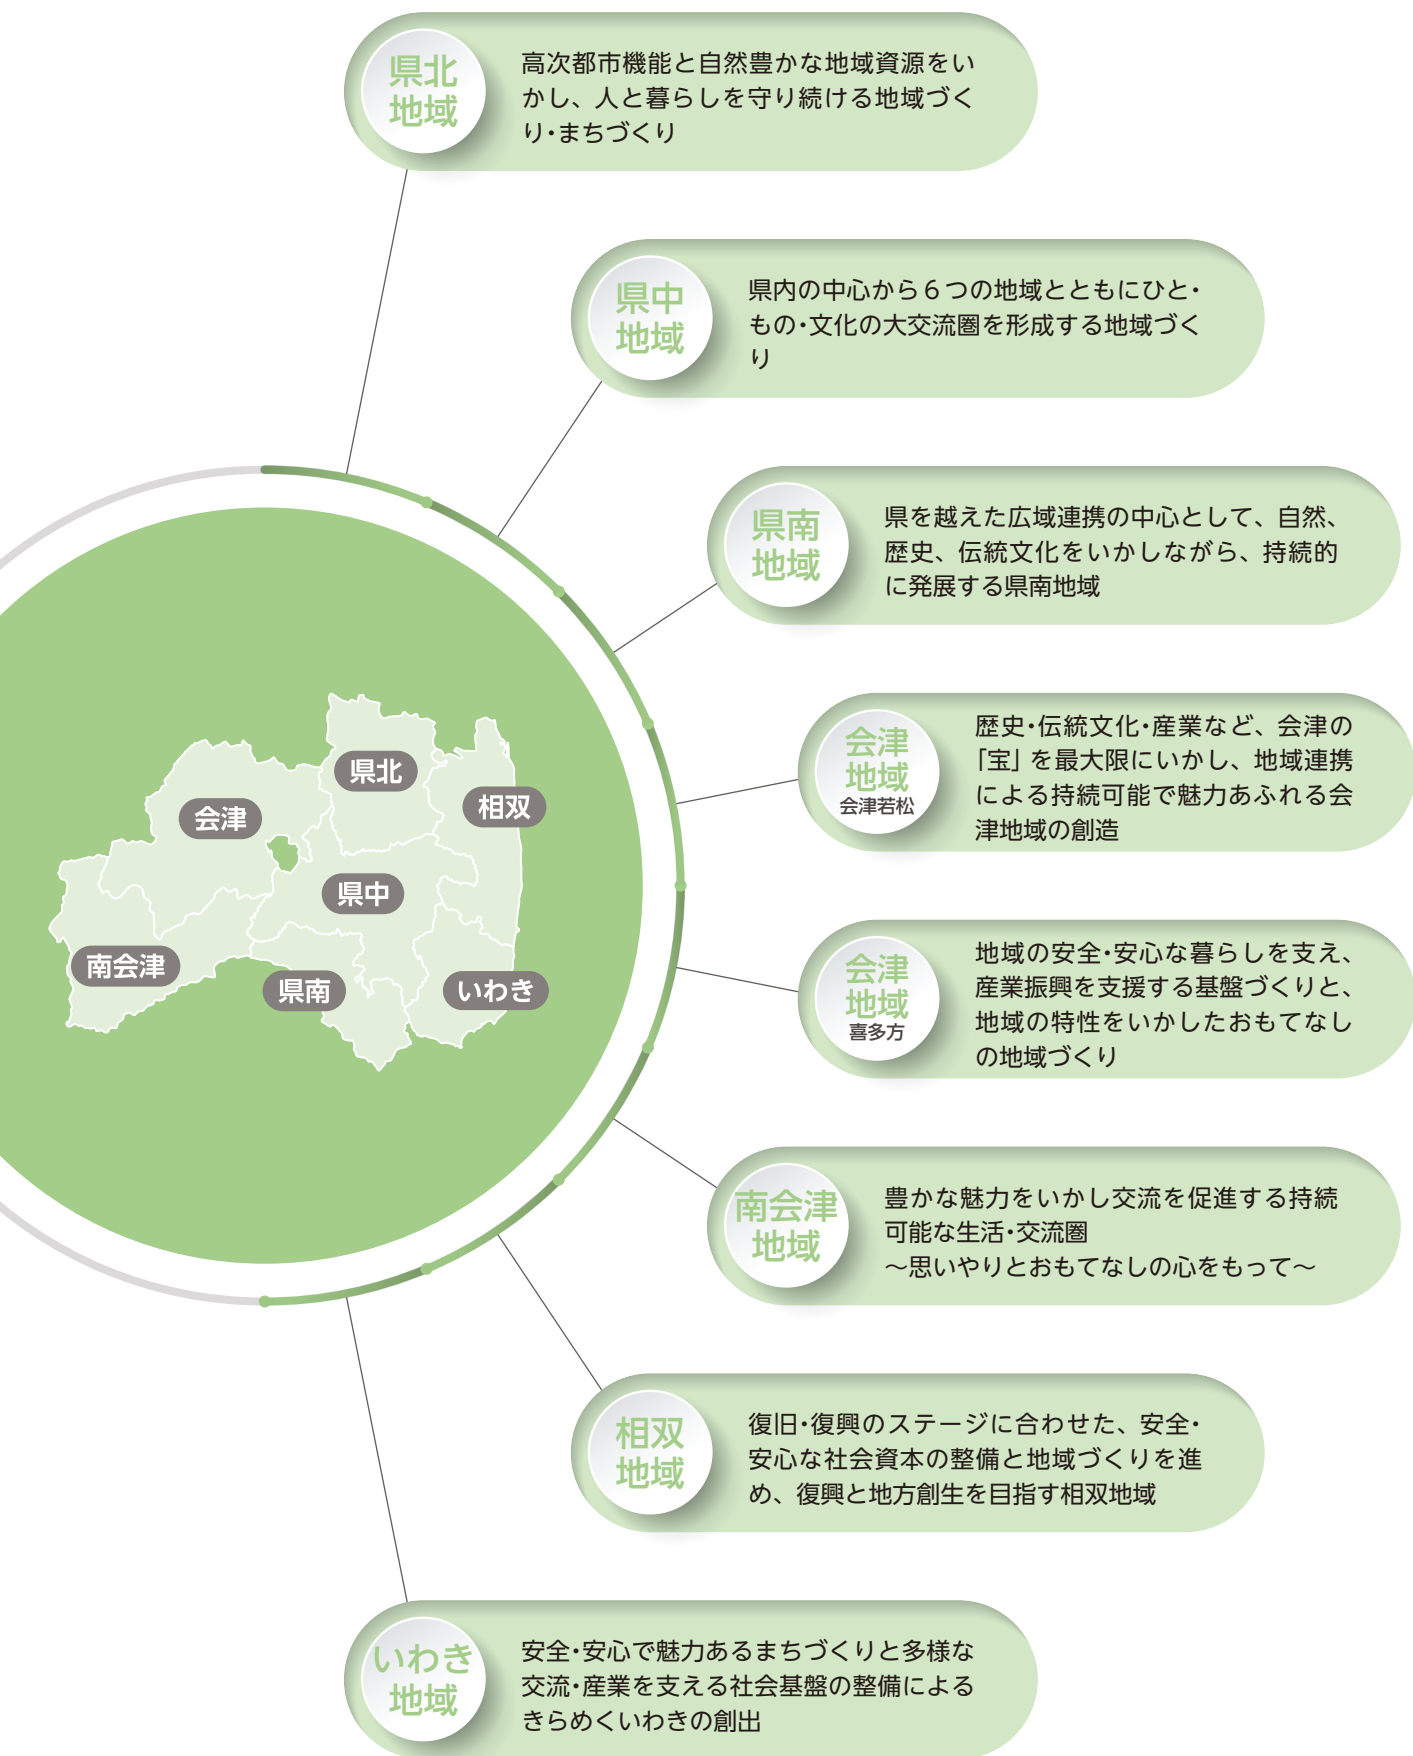 県北
地域
高次都市機能と自然豊かな地域資源をい
かし、人と暮らしを守り続ける地域づく
り・まちづくり
県中
地域
県内の中心から6つの地域とともにひと・
もの・文化の大交流圏を形成する地域づく
り
県南
地域
県を越えた広域連携の中心として、自然、
歴史、伝統文化をいかしながら、持続的
に発展する県南地域
会津
地域
会津若松
歴史・伝統文化・産業など、会津の
「宝」を最大限にいかし、地域連携
による持続可能で魅力あふれる会
津地域の創造
会津
地域
喜多方
地域の安全・安心な暮らしを支え、
産業振興を支援する基盤づくりと、
地域の特性をいかしたおもてなし
の地域づくり
南会津
地域
豊かな魅力をいかし交流を促進する持続
可能な生活・交流圏
～思いやりとおもてなしの心をもって～
相双
地域
復旧・復興のステージに合わせた、安全・
安心な社会資本の整備と地域づくりを進
め、復興と地方創生を目指す相双地域
いわき
地域
安全・安心で魅力あるまちづくりと多様な
交流・産業を支える社会基盤の整備による
きらめくいわきの創出
県北
相双
会津
県中
南会津
県南
いわき